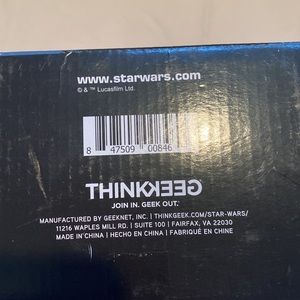 www.starwars.com
© & ™ Lucasfilm Ltd.
8 47509 00846
THINKGEEK
JOIN IN. GEEK OUT.®
MANUFACTURED BY GEEKNET, INC. | THINKGEEK.COM/STAR-WARS/
11216 WAPLES MILL RD. | SUITE 100 | FAIRFAX, VA 22030
MADE IN CHINA | HECHO EN CHINA | FABRIQUÉ EN CHINE